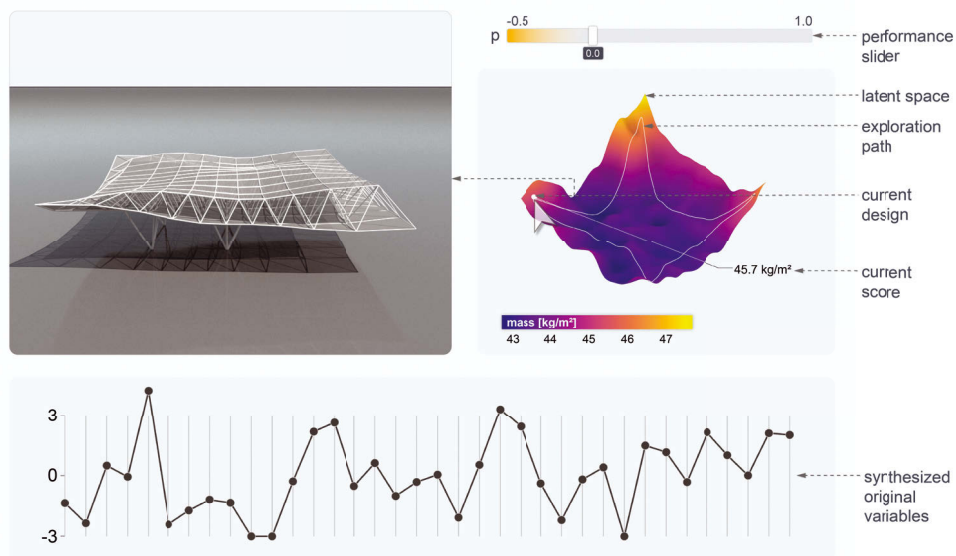 -0.5 1.0
p
0.0
performance
slider
latent space
exploration
path
current
design
45.7 kg/m²
current
score
mass [kg/m²]
43 44 45 46 47
3
0
-3
synthesized
original
variables